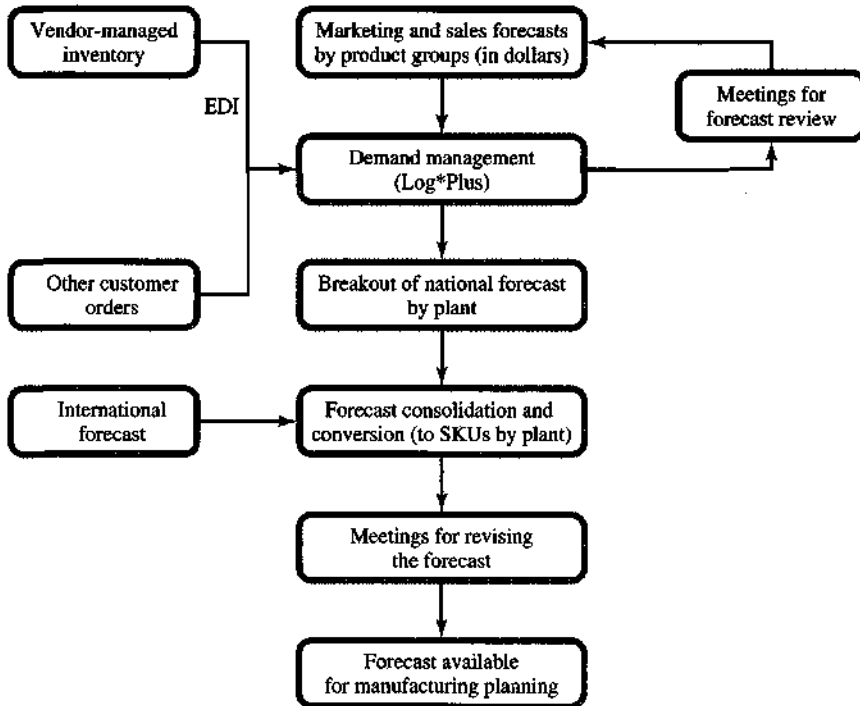 Vendor-managed
inventory
Marketing and sales forecasts
by product groups (in dollars)
Meetings for
forecast review
EDI
Demand management
(Log*Plus)
Other customer
orders
Breakout of national forecast
by plant
International
forecast
Forecast consolidation and
conversion (to SKUs by plant)
Meetings for revising
the forecast
Forecast available
for manufacturing planning